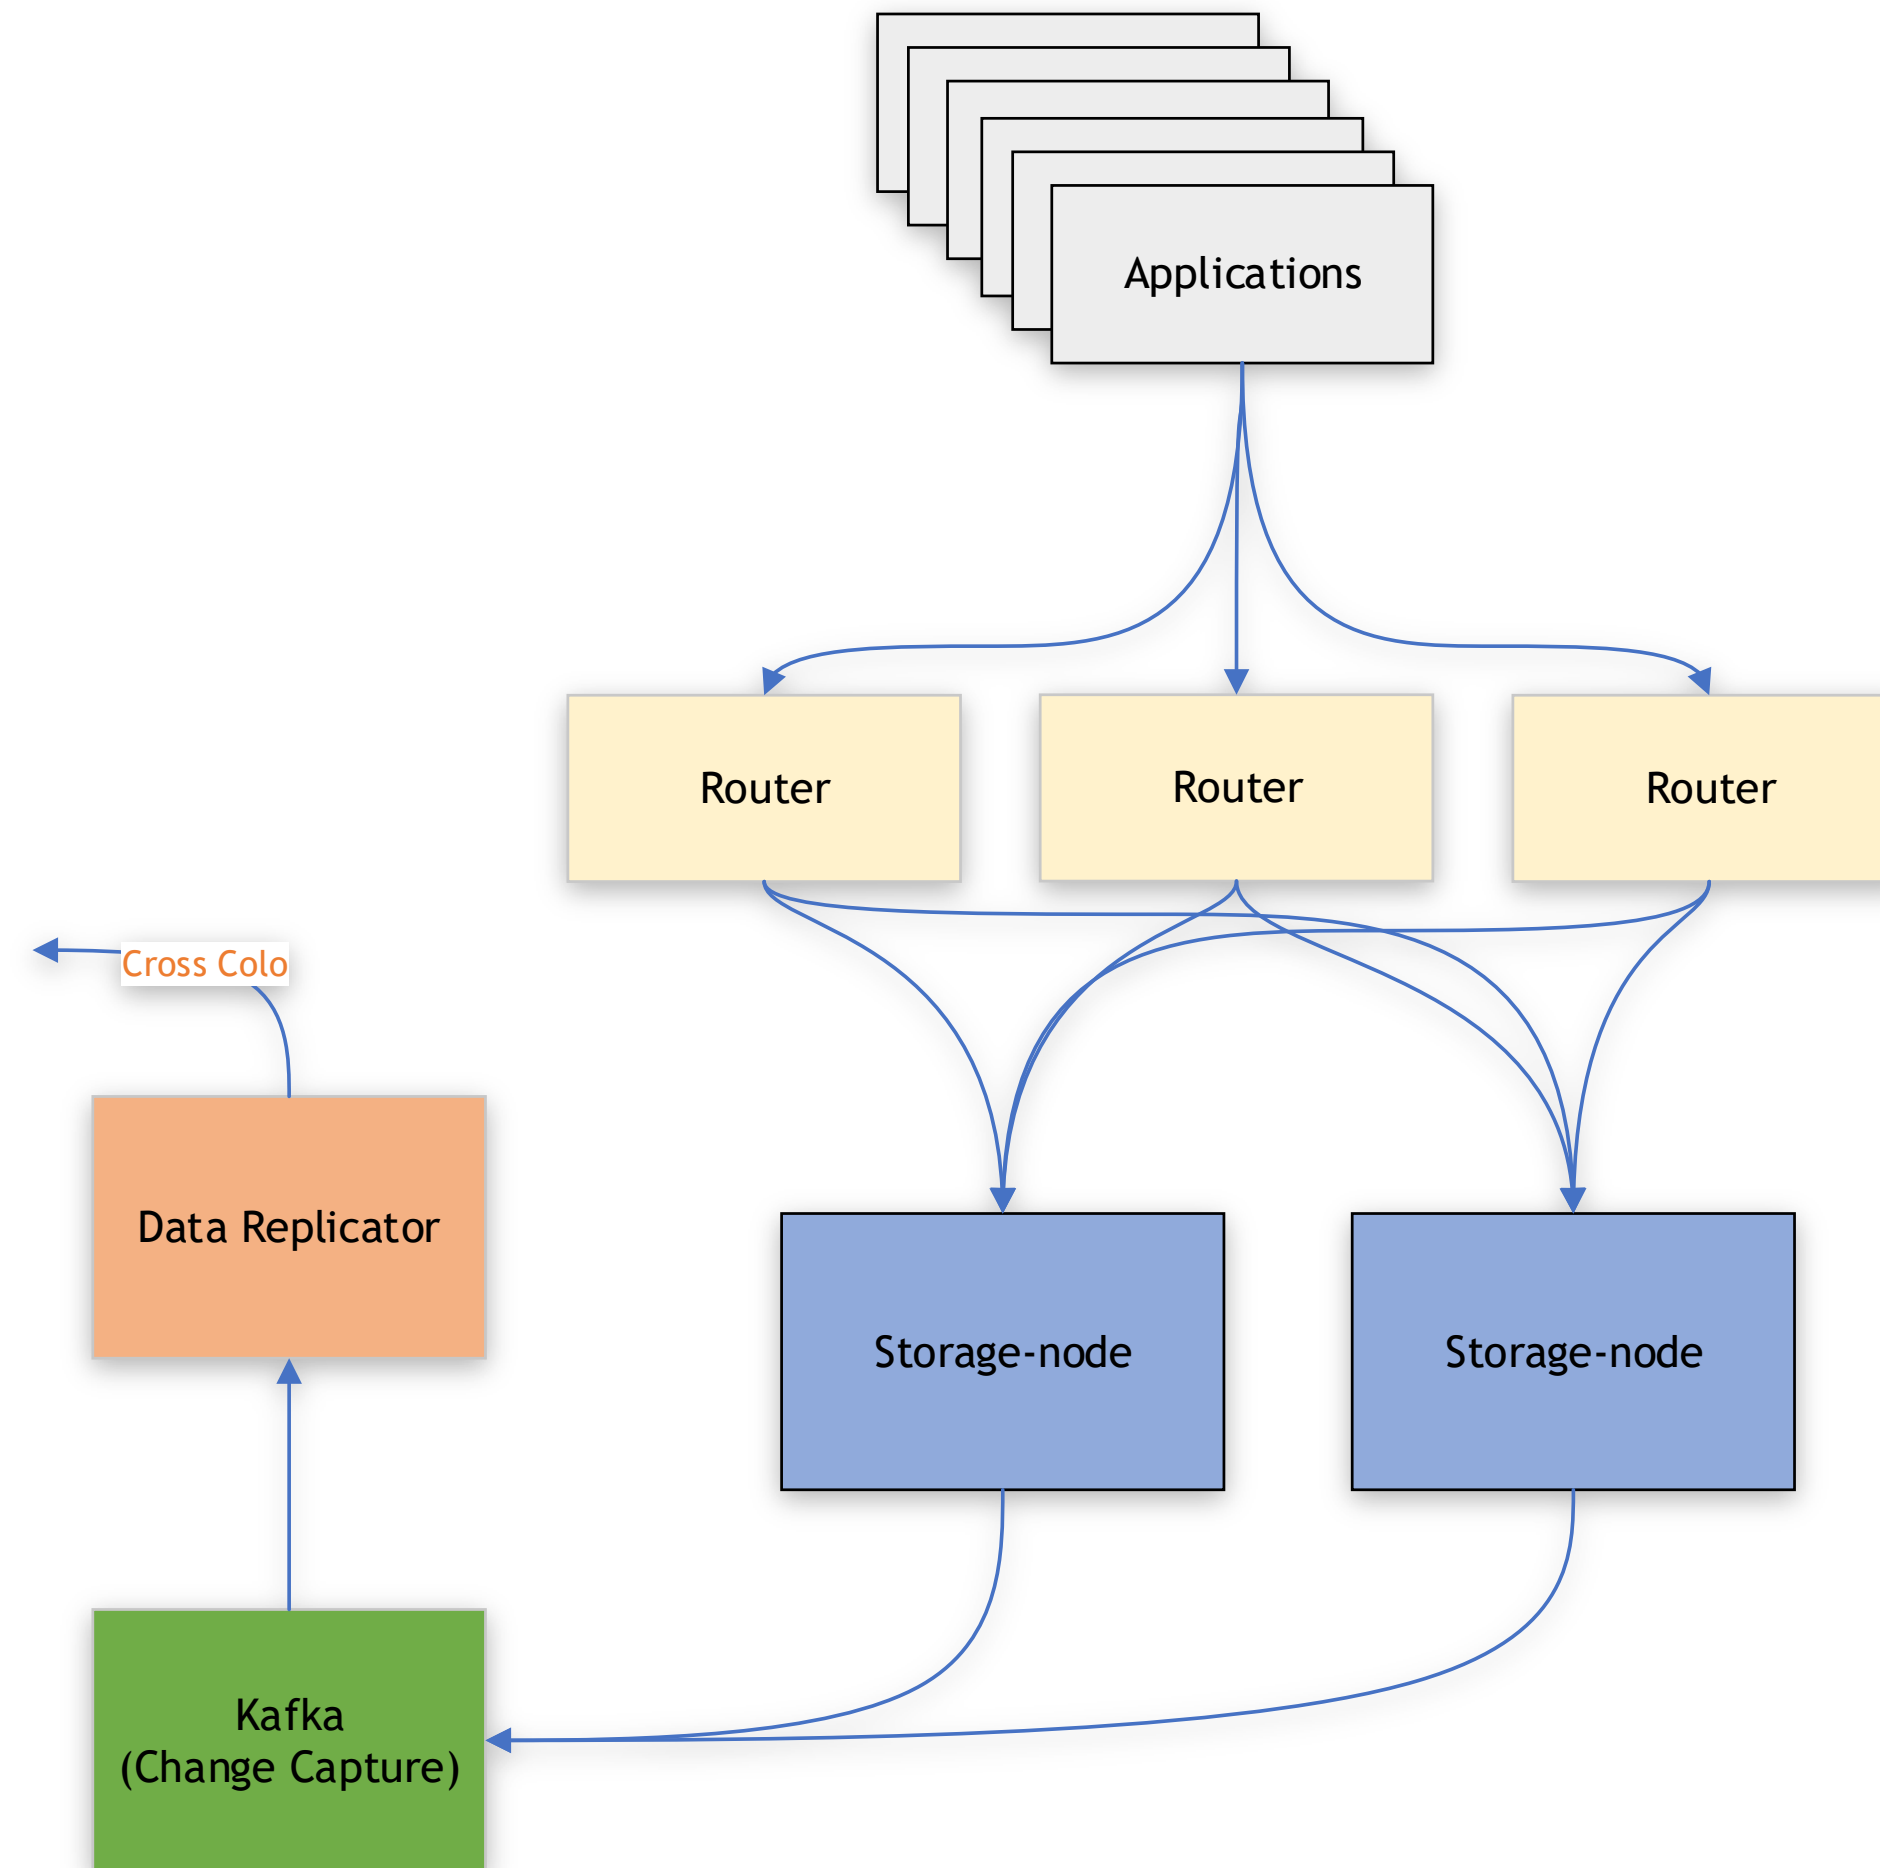 Applications
Router
Router
Router
Cross Colo
Data Replicator
Storage-node
Storage-node
Kafka
(Change Capture)